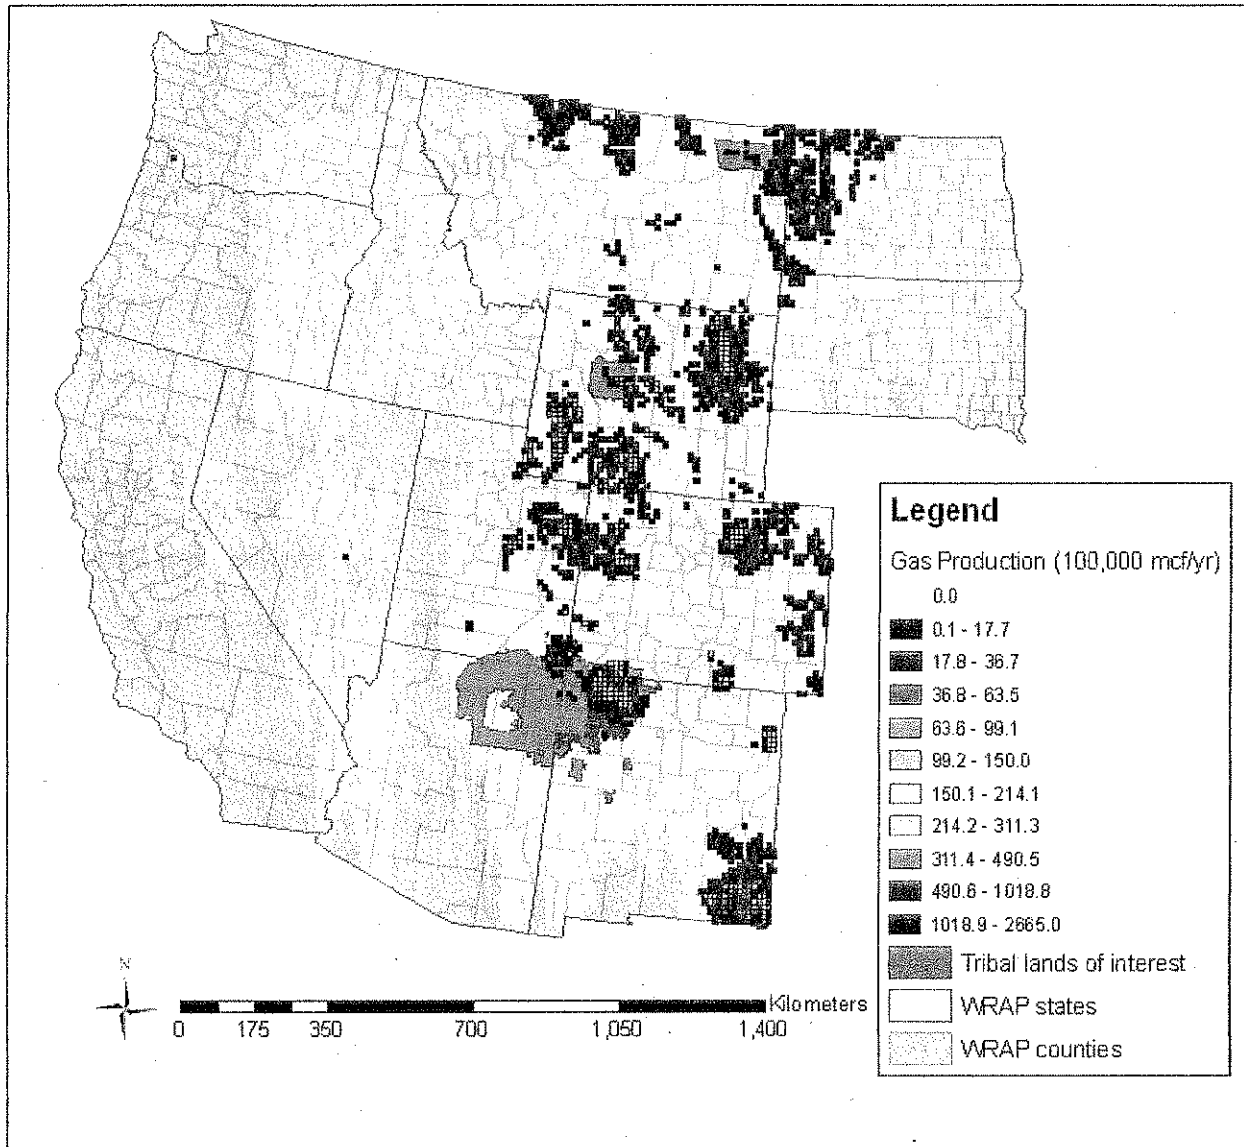 Legend
Gas Production (100,000 mcf/yr)
0.0
0.1 - 17.7
17.8 - 36.7
36.8 - 63.5
63.6 - 99.1
99.2 - 150.0
150.1 - 214.1
214.2 - 311.3
311.4 - 490.5
490.6 - 1018.8
1018.9 - 2665.0
Tribal lands of interest
WRAP states
WRAP counties
N
Kilometers
0 175 350 700 1,050 1,400